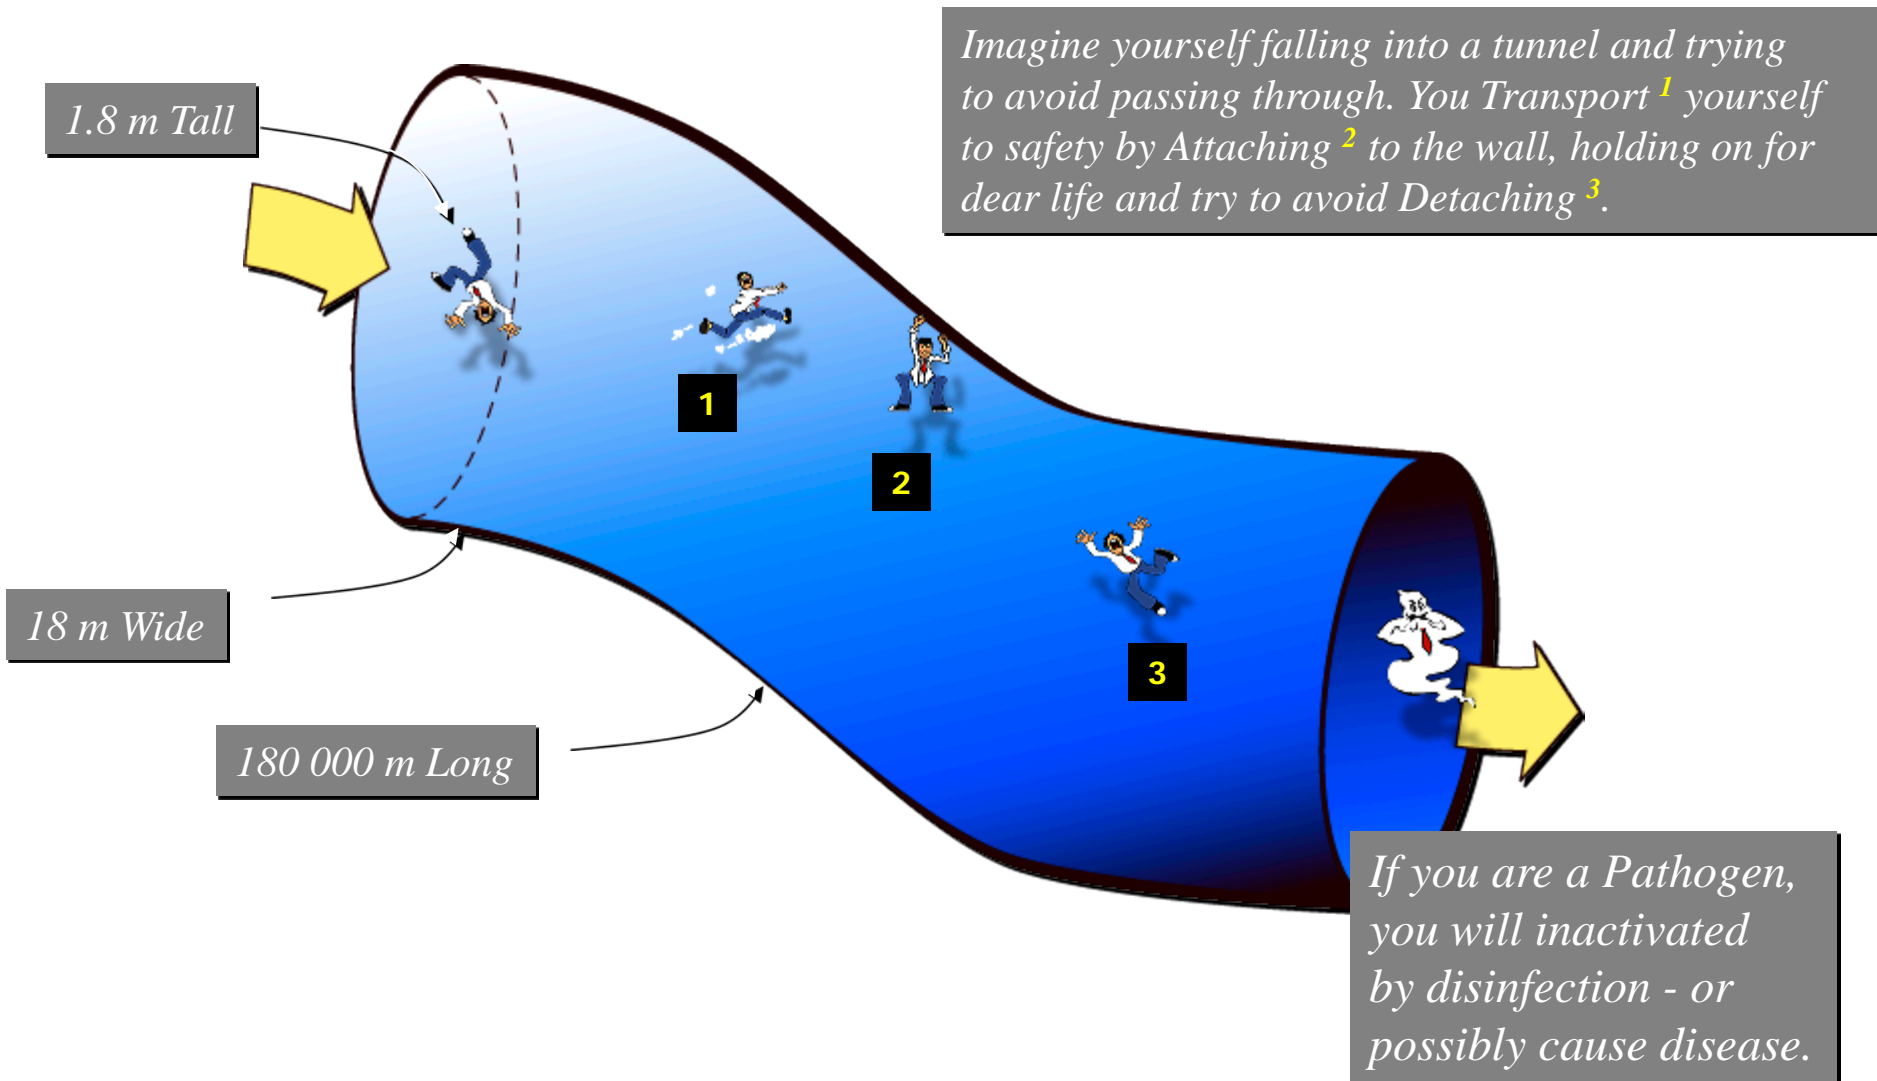 Imagine yourself falling into a tunnel and trying
to avoid passing through. You Transport 1 yourself
to safety by Attaching 2 to the wall, holding on for
dear life and try to avoid Detaching 3.
1.8 m Tall
1
2
3
18 m Wide
180 000 m Long
If you are a Pathogen,
you will inactivated
by disinfection - or
possibly cause disease.